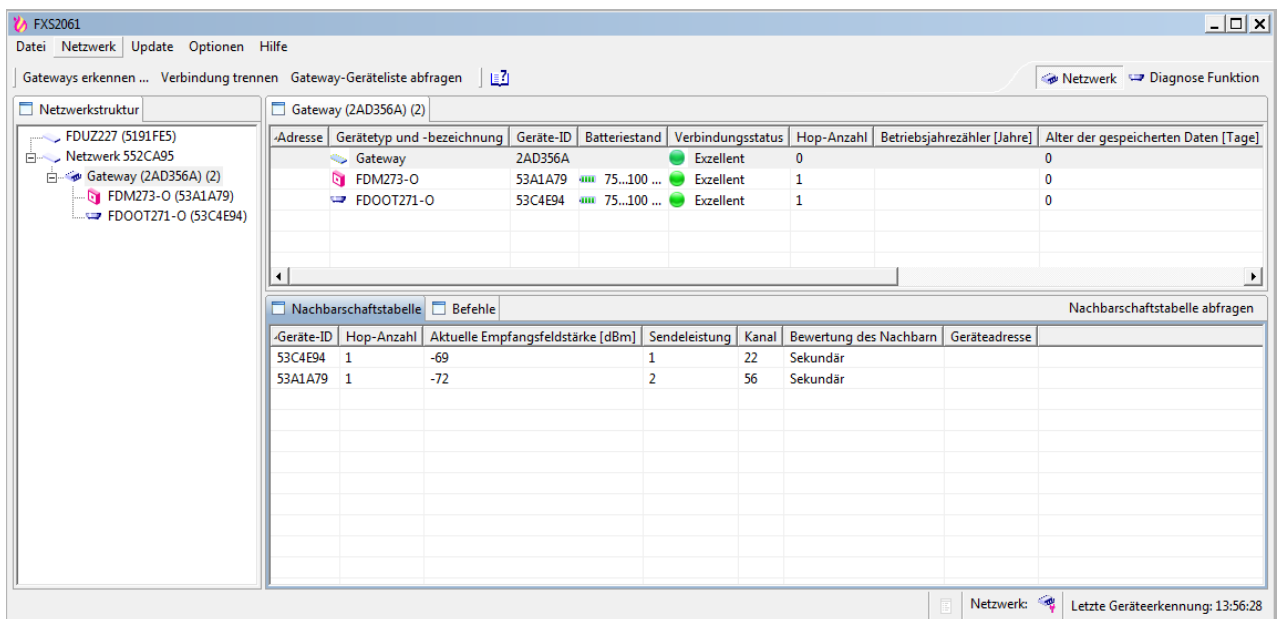 FXS2061
Datei Netzwerk Update Optionen Hilfe
Gateways erkennen ... Verbindung trennen Gateway-Geräteliste abfragen Netzwerk Diagnose Funktion
Netzwerkstruktur
FDUZ227 (5191FE5)
Netzwerk 552CA95
Gateway (2AD356A) (2)
FDM273-O (53A1A79)
FDOOT271-O (53C4E94)
Gateway (2AD356A) (2)
Adresse Gerätetyp und -bezeichnung Geräte-ID Batteriestand Verbindungsstatus Hop-Anzahl Betriebsjahrezähler [Jahre] Alter der gespeicherten Daten [Tage]
Gateway 2AD356A Exzellent 0 0
FDM273-O 53A1A79 75...100 ... Exzellent 1 0
FDOOT271-O 53C4E94 75...100 ... Exzellent 1 0
Nachbarschaftstabelle Befehle Nachbarschaftstabelle abfragen
Geräte-ID Hop-Anzahl Aktuelle Empfangsfeldstärke [dBm] Sendeleistung Kanal Bewertung des Nachbarn Geräteadresse
53C4E94 1 -69 1 22 Sekundär
53A1A79 1 -72 2 56 Sekundär
Netzwerk: Letzte Geräteerkennung: 13:56:28